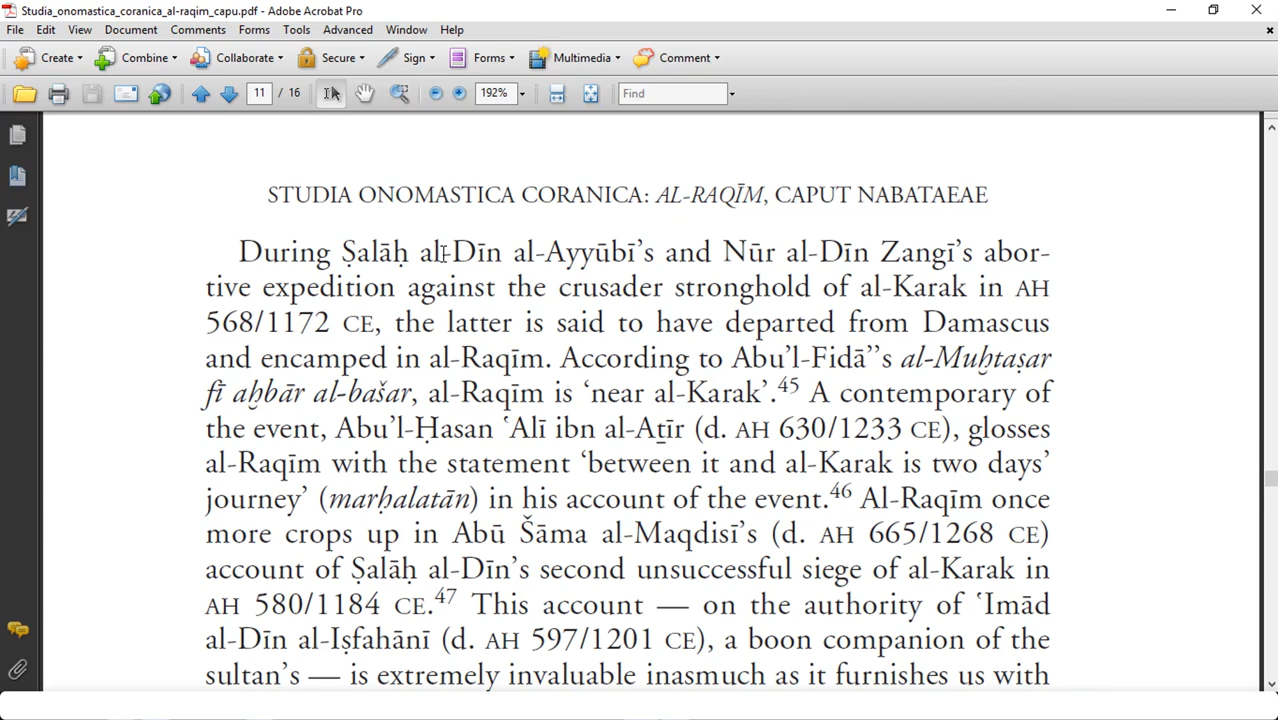 Studia_onomastica_coranica_al-raqim_capu.pdf - Adobe Acrobat Pro
File Edit View Document Comments Forms Tools Advanced Window Help
Create Combine Collaborate Secure Sign Forms Multimedia Comment
11 / 16 192% Find
STUDIA ONOMASTICA CORANICA: AL-RAQĪM, CAPUT NABATAEAE
During Ṣalāḥ al-Dīn al-Ayyūbī’s and Nūr al-Dīn Zangī’s abor-
tive expedition against the crusader stronghold of al-Karak in AH
568/1172 CE, the latter is said to have departed from Damascus
and encamped in al-Raqīm. According to Abu’l-Fidā’’s al-Muḫtaṣar
fī aḫbār al-bašar, al-Raqīm is ‘near al-Karak’.45 A contemporary of
the event, Abu’l-Ḥasan ʿAlī ibn al-Aṯīr (d. AH 630/1233 CE), glosses
al-Raqīm with the statement ‘between it and al-Karak is two days’
journey’ (marḥalatān) in his account of the event.46 Al-Raqīm once
more crops up in Abū Šāma al-Maqdisī’s (d. AH 665/1268 CE)
account of Ṣalāḥ al-Dīn’s second unsuccessful siege of al-Karak in
AH 580/1184 CE.47 This account — on the authority of ʿImād
al-Dīn al-Iṣfahānī (d. AH 597/1201 CE), a boon companion of the
sultan’s — is extremely invaluable inasmuch as it furnishes us with